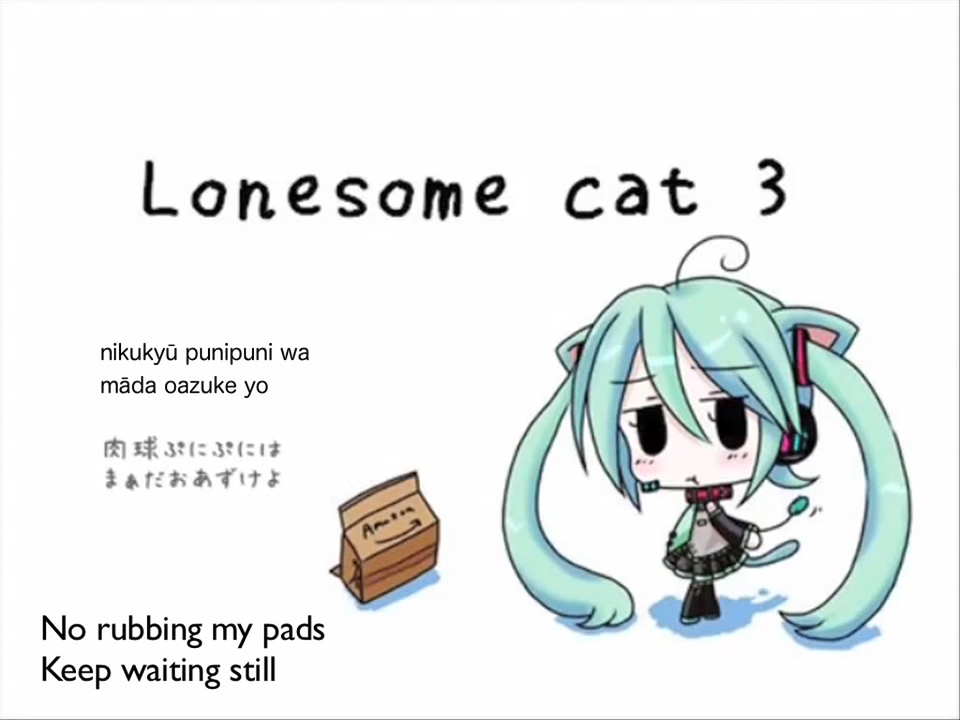 Lonesome cat 3
nikukyū punipuni wa
māda oazuke yo
肉球ぷにぷには
まぁだおあずけよ
Amazon
No rubbing my pads
Keep waiting still